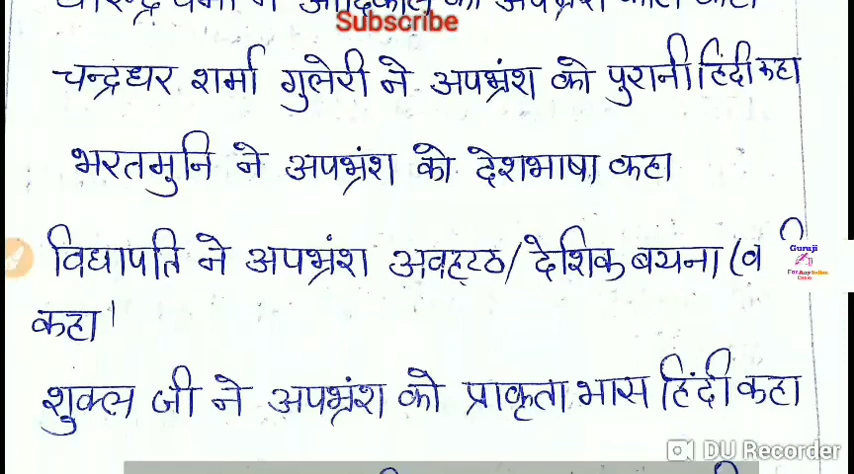 Subscribe
चन्द्रधर शर्मा गुलेरी ने अपभ्रंश को पुरानी हिंदी कहा
भरतमुनि ने अपभ्रंश को देशभाषा कहा
विद्यापति ने अपभ्रंश अवहट्ठ/देशिक बयना (व
Guruji
कहा।
शुक्ल जी ने अपभ्रंश को प्राकृताभास हिंदी कहा
DU Recorder